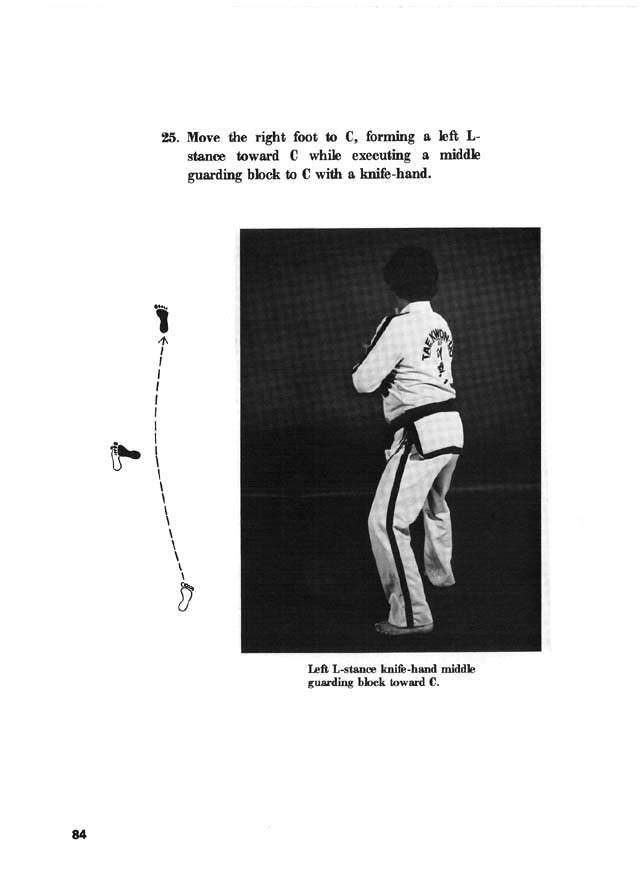 25. Move the right foot to C, forming a left L-
stance toward C while executing a middle
guarding block to C with a knife-hand.
TAEKWON-DO
Left L-stance knife-hand middle
guarding block toward C.
84